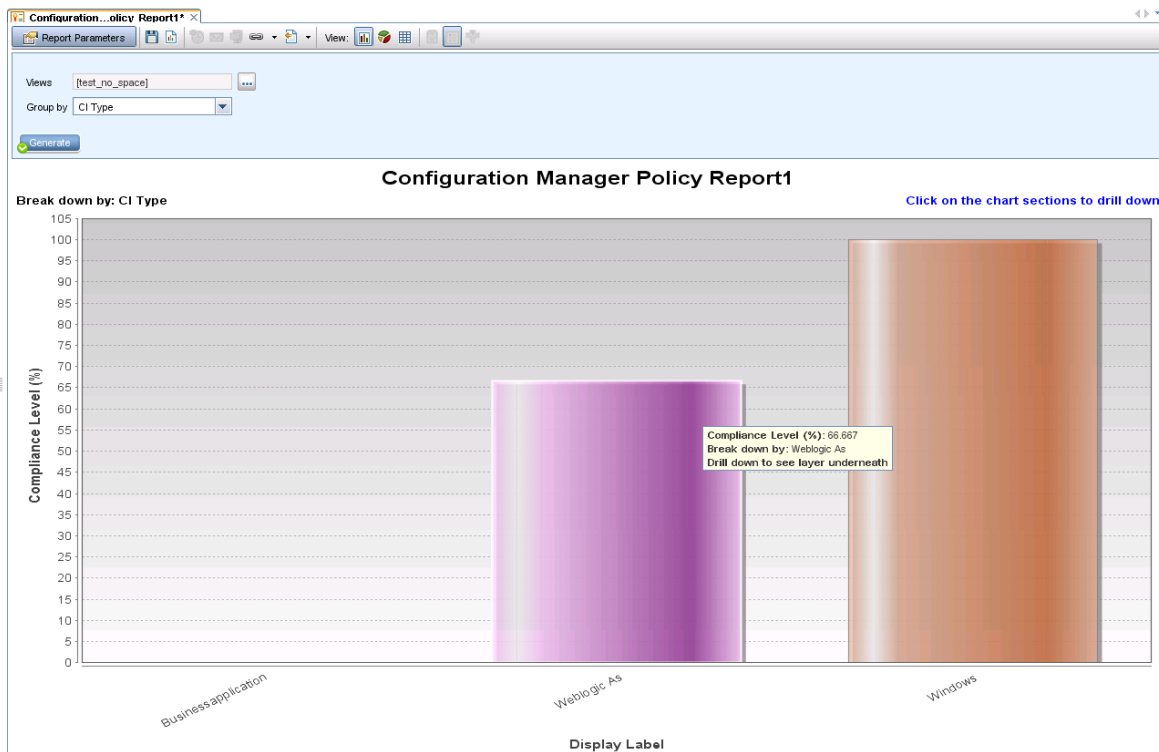 Configuration...olicy Report1*
Report Parameters
View:
Views [test_no_space] ...
Group by CI Type
Generate
Configuration Manager Policy Report1
Break down by: CI Type
Click on the chart sections to drill down
105
100
95
90
85
80
75
70
65
60
55
50
45
40
35
30
25
20
15
10
5
0
Compliance Level (%)
Compliance Level (%): 66.667
Break down by: Weblogic As
Drill down to see layer underneath
Businessapplication
Weblogic As
Windows
Display Label